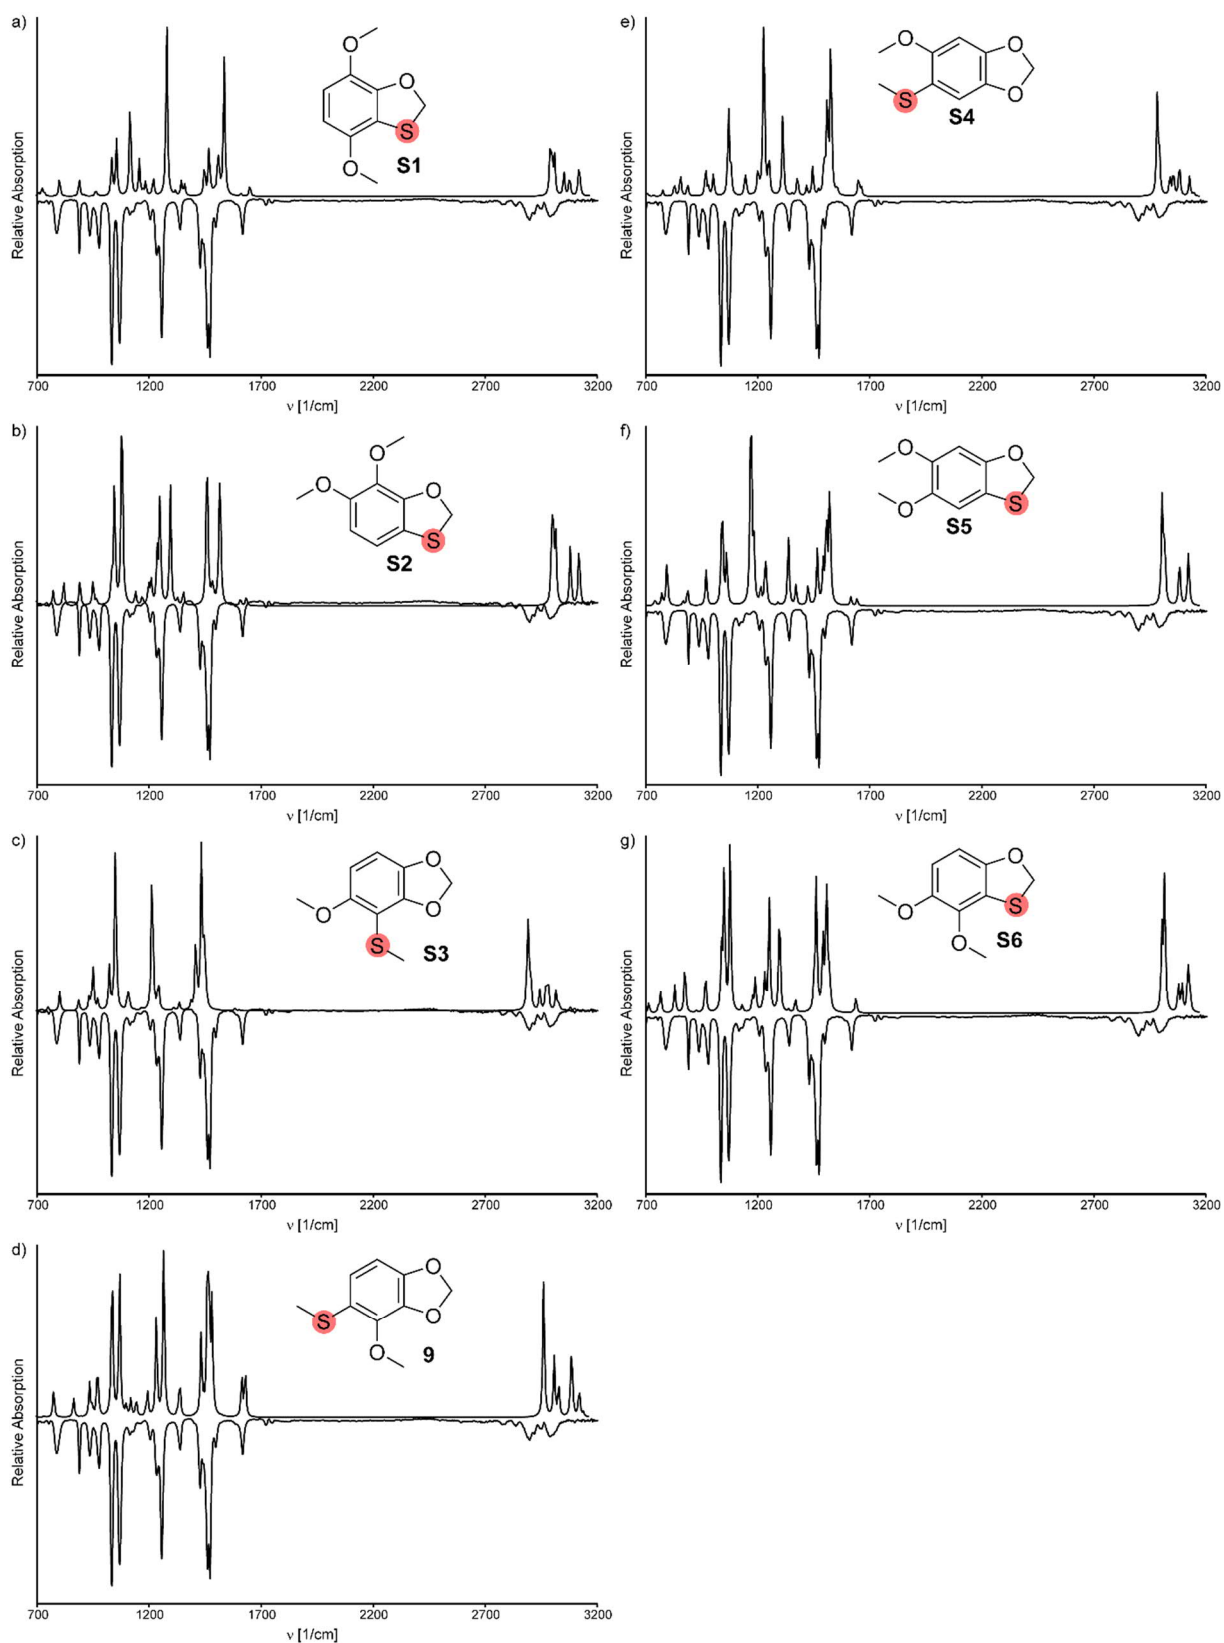 a)
Relative Absorption
O
O
S
O
S1
700 1200 1700 2200 2700 3200
ν [1/cm]
b)
Relative Absorption
O
O
O
S
S2
700 1200 1700 2200 2700 3200
ν [1/cm]
c)
Relative Absorption
O
O
O
S
S3
700 1200 1700 2200 2700 3200
ν [1/cm]
d)
Relative Absorption
O
S
O
O
9
700 1200 1700 2200 2700 3200
ν [1/cm]
e)
Relative Absorption
O
O
S
O
S4
700 1200 1700 2200 2700 3200
ν [1/cm]
f)
Relative Absorption
O
O
O
S
S5
700 1200 1700 2200 2700 3200
ν [1/cm]
g)
Relative Absorption
O
O
S
O
S6
700 1200 1700 2200 2700 3200
ν [1/cm]